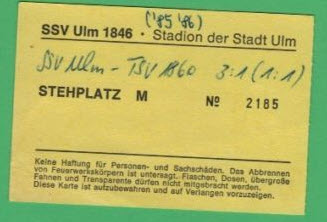 ('85'86)
SSV Ulm 1846 · Stadion der Stadt Ulm
SSV Ulm - TSV 1860 3:1 (1:1)
STEHPLATZ M № 2185
Keine Haftung für Personen- und Sachschäden. Das Abbrennen
von Feuerwerkskörpern ist untersagt. Flaschen, Dosen, übergroße
Fahnen und Transparente dürfen nicht mitgebracht werden.
Diese Karte ist aufzubewahren und auf Verlangen vorzuzeigen.